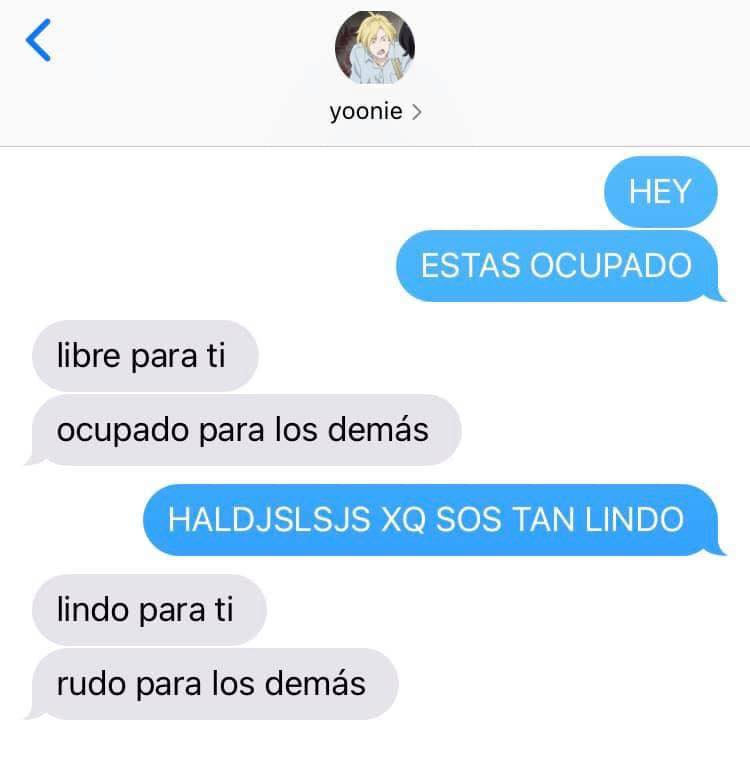 yoonie
HEY
ESTAS OCUPADO
libre para ti
ocupado para los demás
HALDJSLSJS XQ SOS TAN LINDO
lindo para ti
rudo para los demás